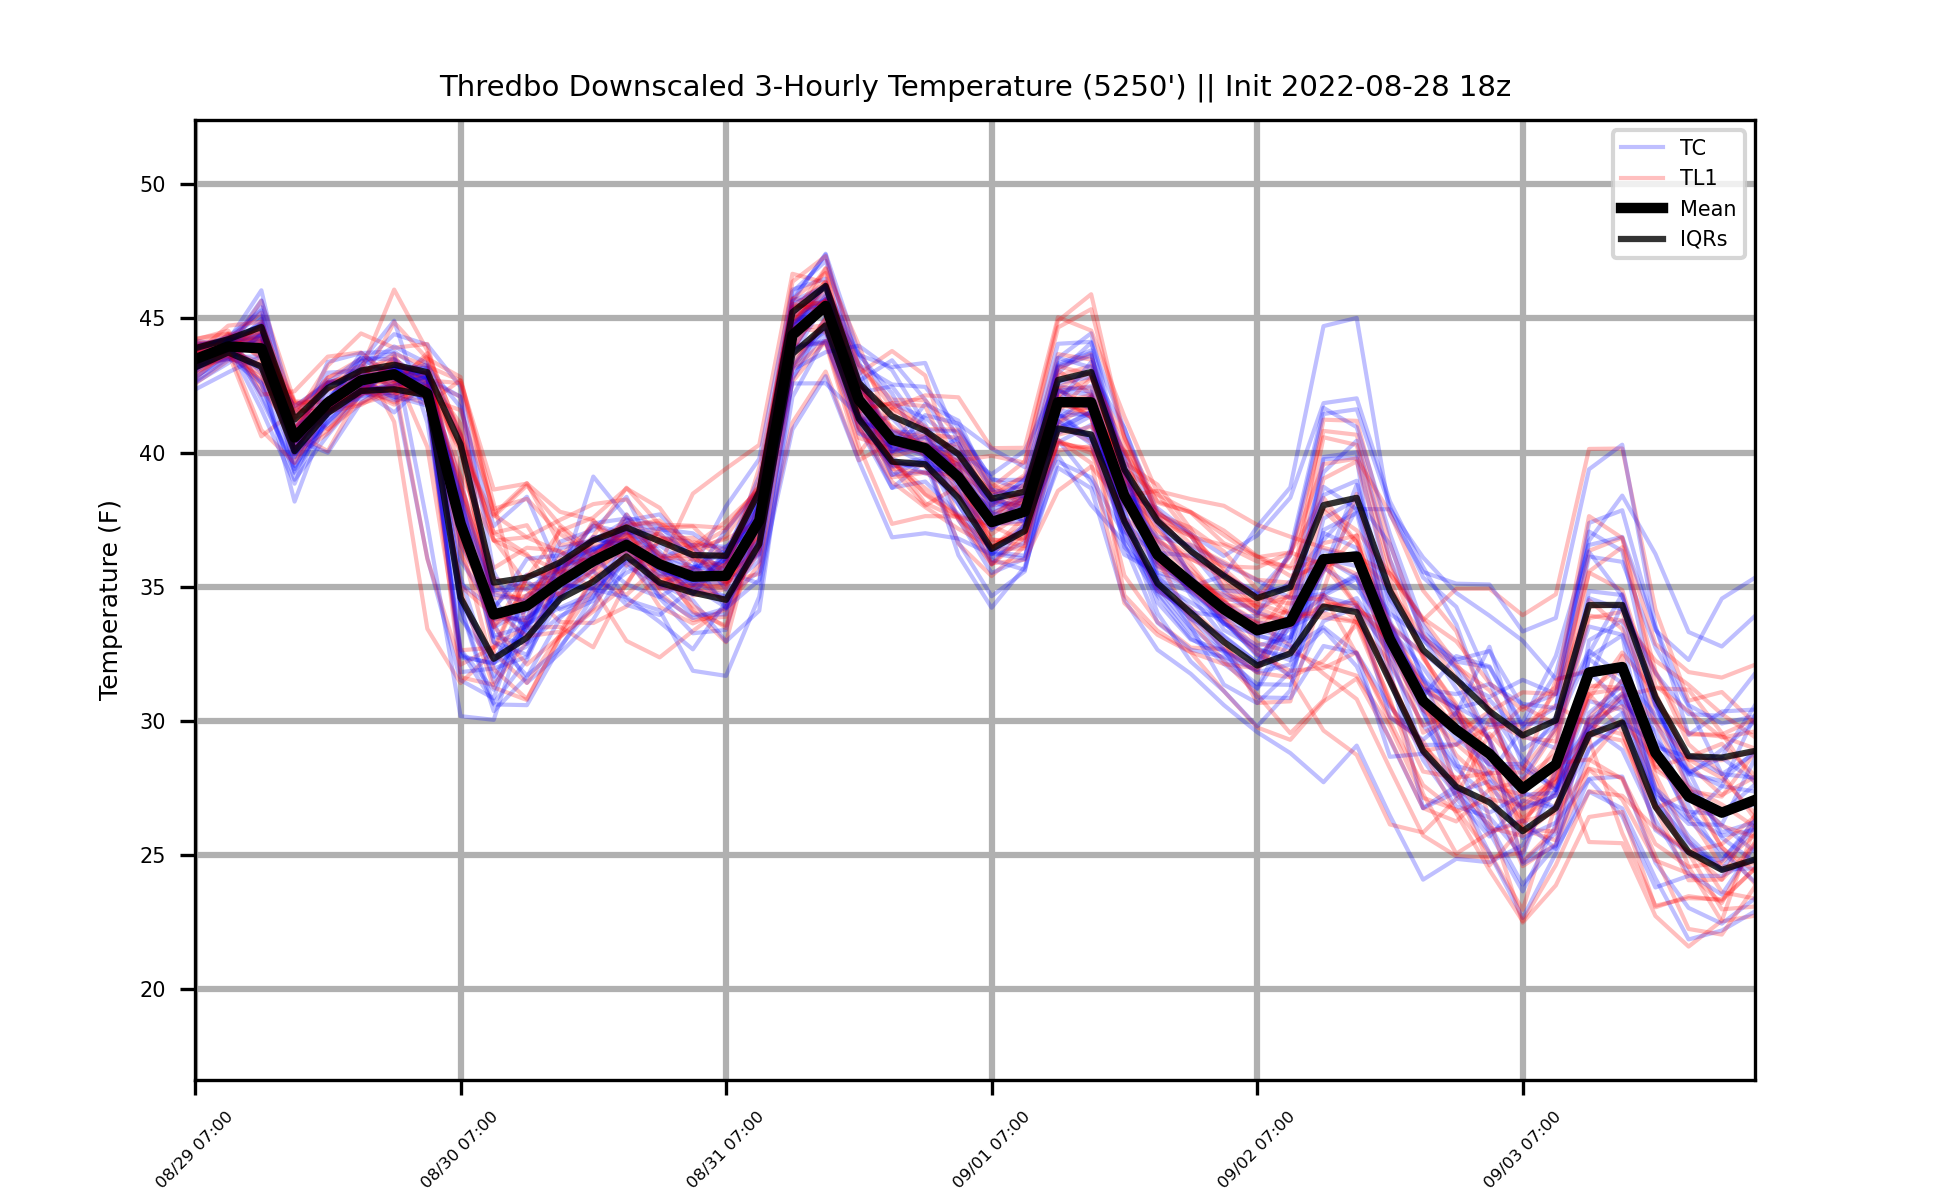 Thredbo Downscaled 3-Hourly Temperature (5250') || Init 2022-08-28 18z
TC
TL1
Mean
IQRs
Temperature (F)
50
45
40
35
30
25
20
08/29 07:00
08/30 07:00
08/31 07:00
09/01 07:00
09/02 07:00
09/03 07:00